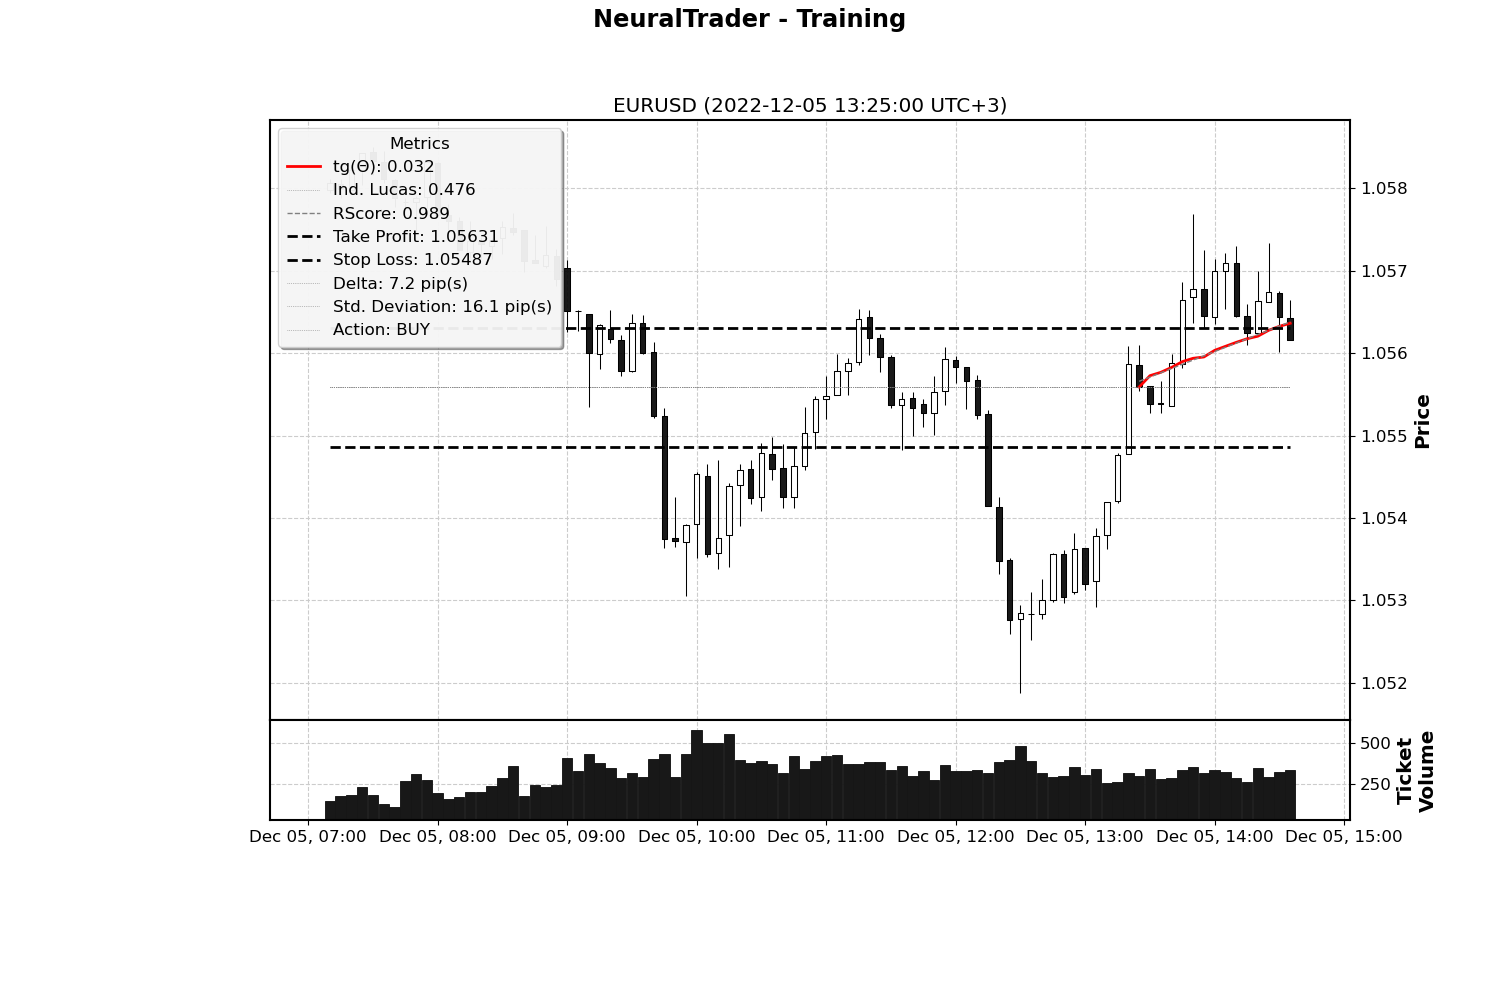 NeuralTrader - Training
EURUSD (2022-12-05 13:25:00 UTC+3)
Metrics
tg(Θ): 0.032
Ind. Lucas: 0.476
RScore: 0.989
Take Profit: 1.05631
Stop Loss: 1.05487
Delta: 7.2 pip(s)
Std. Deviation: 16.1 pip(s)
Action: BUY
1.058
1.057
1.056
1.055
1.054
1.053
1.052
Price
500
250
Ticket
Volume
Dec 05, 07:00
Dec 05, 08:00
Dec 05, 09:00
Dec 05, 10:00
Dec 05, 11:00
Dec 05, 12:00
Dec 05, 13:00
Dec 05, 14:00
Dec 05, 15:00